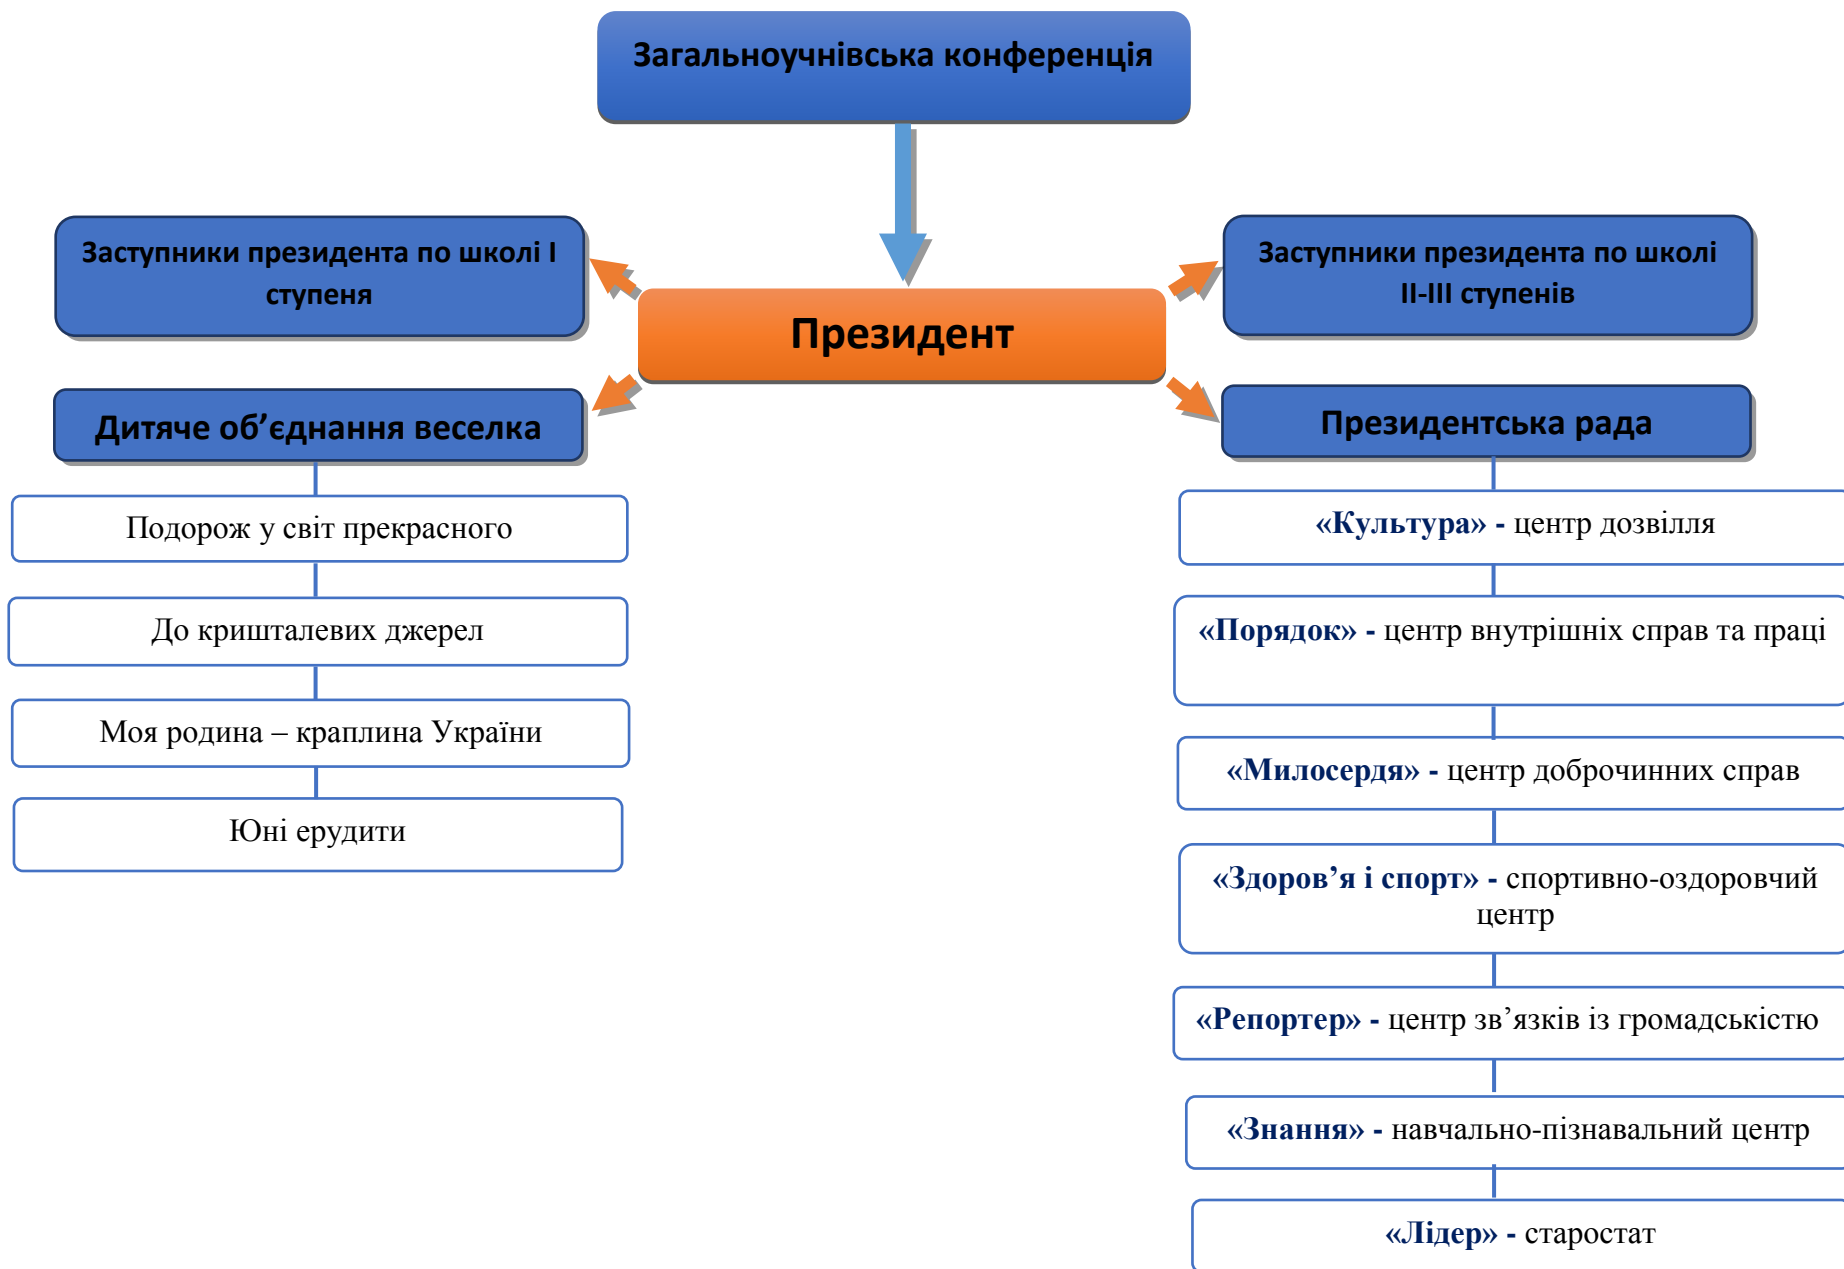 Загальноучнівська конференція
Заступники президента по школі І
ступеня
Заступники президента по школі
ІІ-ІІІ ступенів
Президент
Дитяче об’єднання веселка
Подорож у світ прекрасного
До кришталевих джерел
Моя родина – краплина України
Юні ерудити
Президентська рада
«Культура» - центр дозвілля
«Порядок» - центр внутрішніх справ та праці
«Милосердя» - центр доброчинних справ
«Здоров’я і спорт» - спортивно-оздоровчий
центр
«Репортер» - центр зв’язків із громадськістю
«Знання» - навчально-пізнавальний центр
«Лідер» - старостат